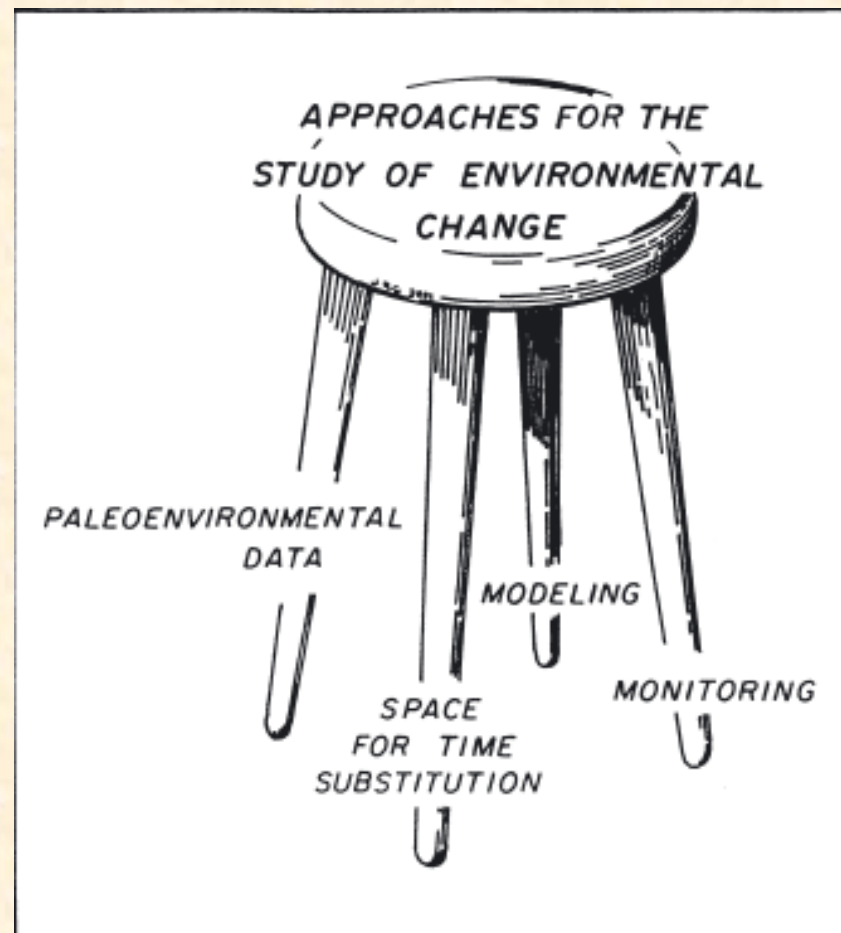 APPROACHES FOR THE
STUDY OF ENVIRONMENTAL
CHANGE
PALEOENVIRONMENTAL
DATA
MODELING
MONITORING
SPACE
FOR TIME
SUBSTITUTION